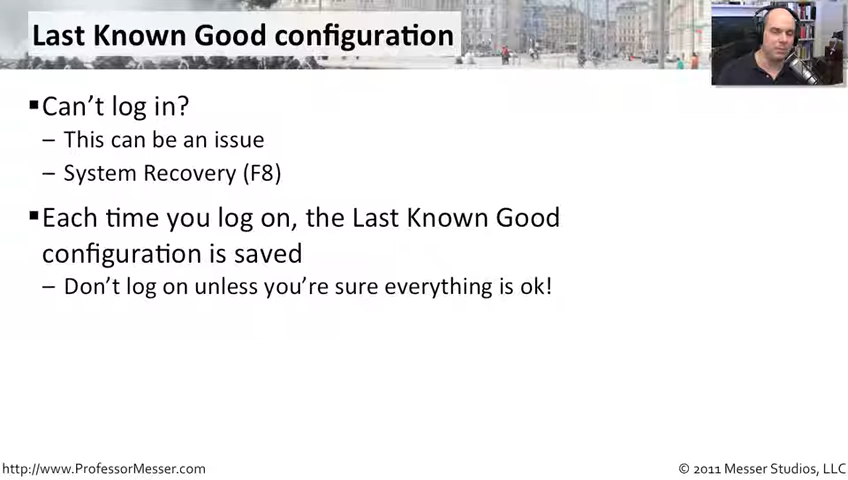 Last Known Good configuration
▪Can't log in?
– This can be an issue
– System Recovery (F8)
▪Each time you log on, the Last Known Good
configuration is saved
– Don't log on unless you're sure everything is ok!
http://www.ProfessorMesser.com
© 2011 Messer Studios, LLC